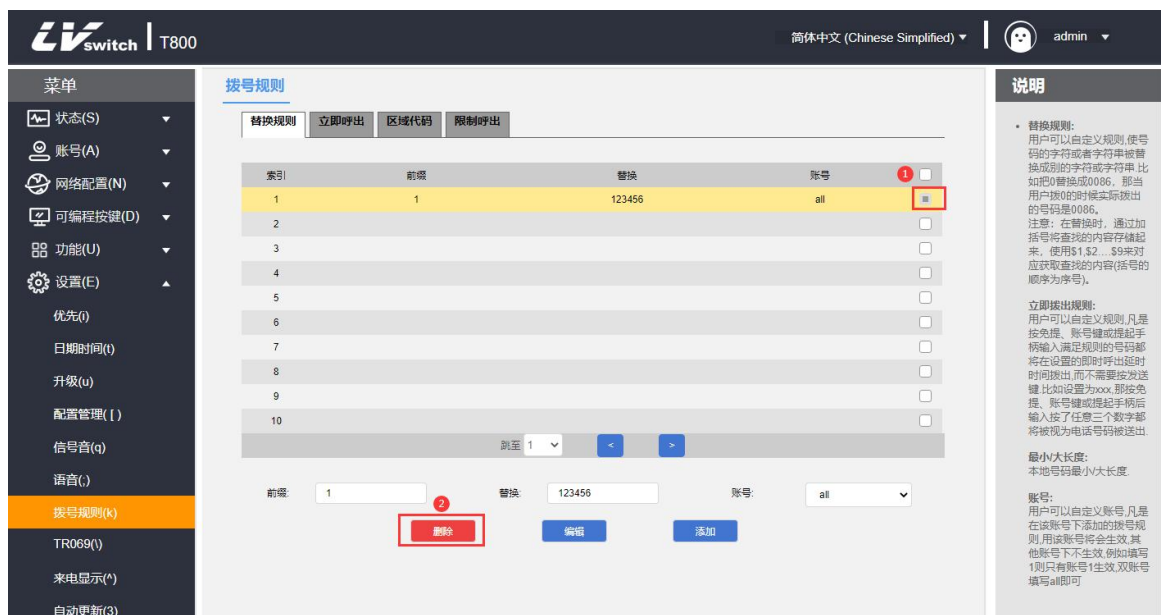 LVswitch T800
简体中文 (Chinese Simplified)
admin
菜单
状态(S)
账号(A)
网络配置(N)
可编程按键(D)
功能(U)
设置(E)
优先(i)
日期时间(t)
升级(u)
配置管理( [ )
信号音(q)
语音(;)
拨号规则(k)
TR069(\)
来电显示(^)
自动更新(3)
拨号规则
替换规则 立即呼出 区域代码 限制呼出
索引 前缀 替换 账号 1
1 1 123456 all
2
3
4
5
6
7
8
9
10
跳至 1 < >
前缀: 1 替换: 123456 账号: all
2
删除 编辑 添加
说明
• 替换规则:
用户可以自定义规则,使号
码的字符或者字符串被替
换成别的字符或字符串.比
如把0替换成0086，那当
用户拨0的时候实际拨出
的号码是0086。
注意：在替换时，通过加
括号将查找的内容存储起
来，使用$1,$2....$9来对
应获取查找的内容(括号的
顺序为序号)。
立即拨出规则:
用户可以自定义规则,凡是
按免提、账号键或提起手
柄输入满足规则的号码都
将在设置的即时呼出延时
时间拨出,而不需要按发送
键.比如设置为xxx,那按免
提、账号键或提起手柄后
输入按了任意三个数字都
将被视为电话号码被送出.
最小/大长度:
本地号码最小/大长度.
账号:
用户可以自定义账号,凡是
在该账号下添加的拨号规
则,用该账号将会生效,其
他账号下不生效,例如填写
1则只有账号1生效,双账号
填写all即可